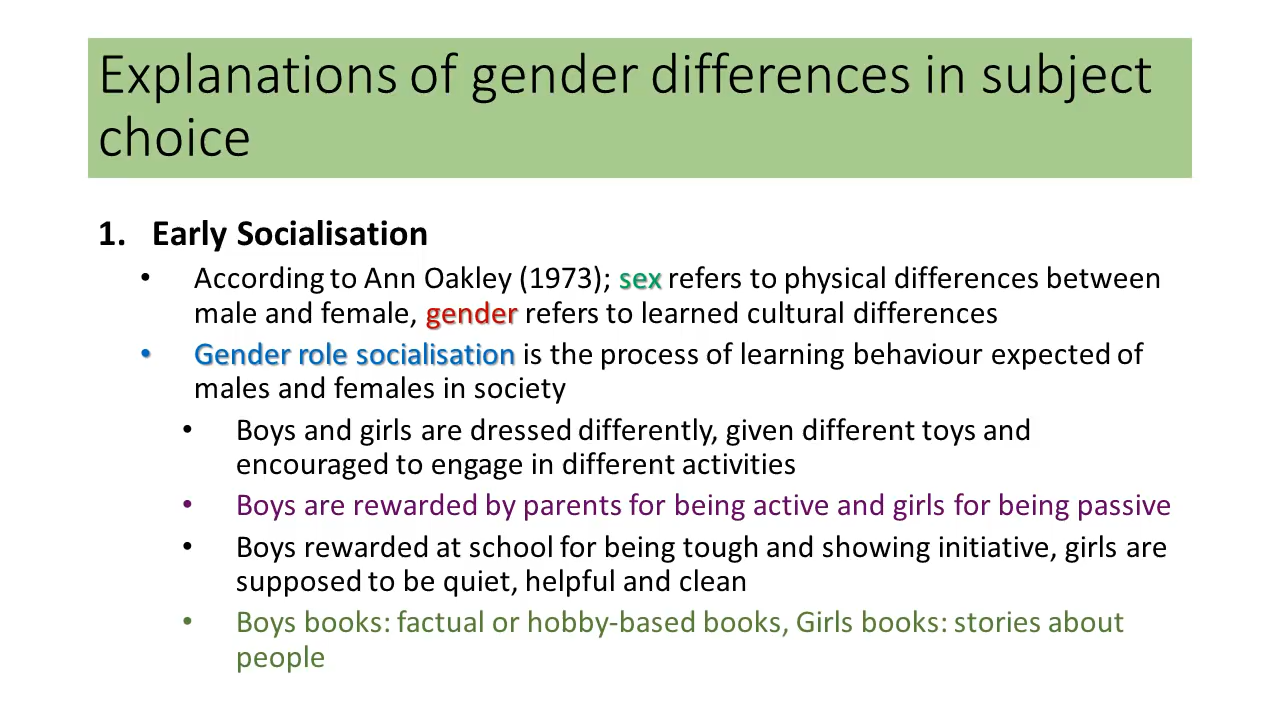 Explanations of gender differences in subject
choice
1. Early Socialisation
• According to Ann Oakley (1973); sex refers to physical differences between
male and female, gender refers to learned cultural differences
• Gender role socialisation is the process of learning behaviour expected of
males and females in society
• Boys and girls are dressed differently, given different toys and
encouraged to engage in different activities
• Boys are rewarded by parents for being active and girls for being passive
• Boys rewarded at school for being tough and showing initiative, girls are
supposed to be quiet, helpful and clean
• Boys books: factual or hobby-based books, Girls books: stories about
people